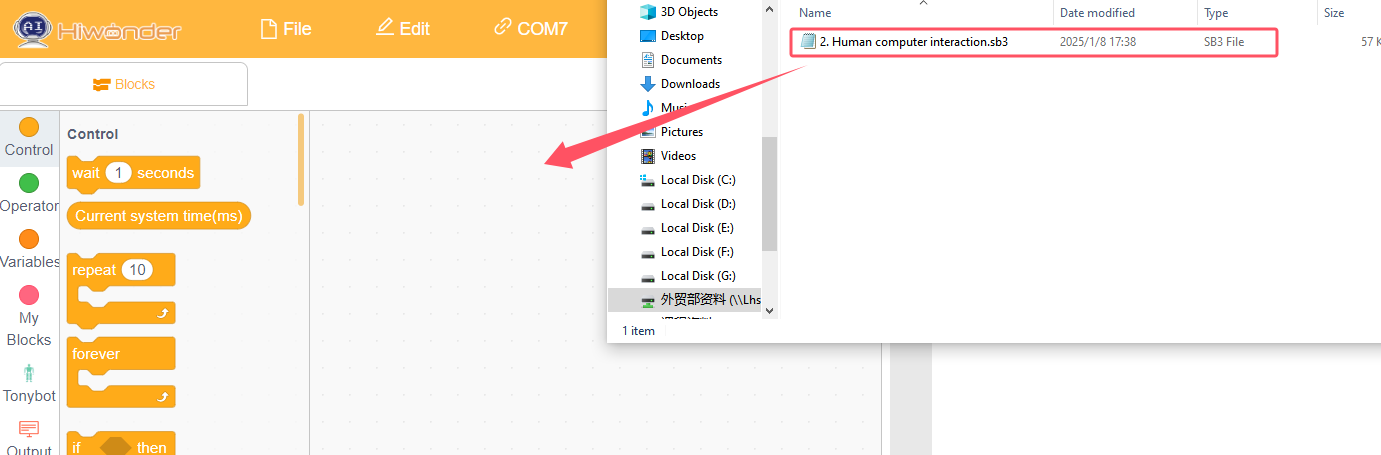 AI
Hiwonder
File
Edit
COM7
Blocks
Control
Operator
Variables
My
Blocks
Tonybot
Output
Control
wait 1 seconds
Current system time(ms)
repeat 10
forever
if then
3D Objects
Desktop
Documents
Downloads
Music
Pictures
Videos
Local Disk (C:)
Local Disk (D:)
Local Disk (E:)
Local Disk (F:)
Local Disk (G:)
外贸部资料 (\\Lhs
1 item
Name Date modified Type Size
2. Human computer interaction.sb3 2025/1/8 17:38 SB3 File 57 K